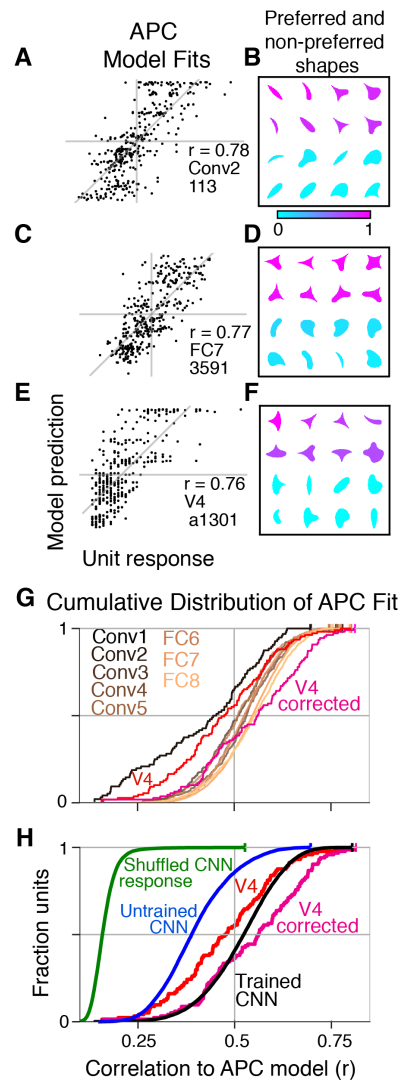 APC
Model Fits
Preferred and
non-preferred
shapes
A
B
r = 0.78
Conv2
113
0
1
C
D
r = 0.77
FC7
3591
E
F
r = 0.76
V4
a1301
Model prediction
Unit response
G
Cumulative Distribution of APC Fit
1
Conv1
Conv2
Conv3
Conv4
Conv5
FC6
FC7
FC8
V4
corrected
V4
0
H
1
Shuffled CNN
response
V4
Untrained
CNN
V4
corrected
Trained
CNN
Fraction units
0
0.25
0.5
0.75
Correlation to APC model (r)